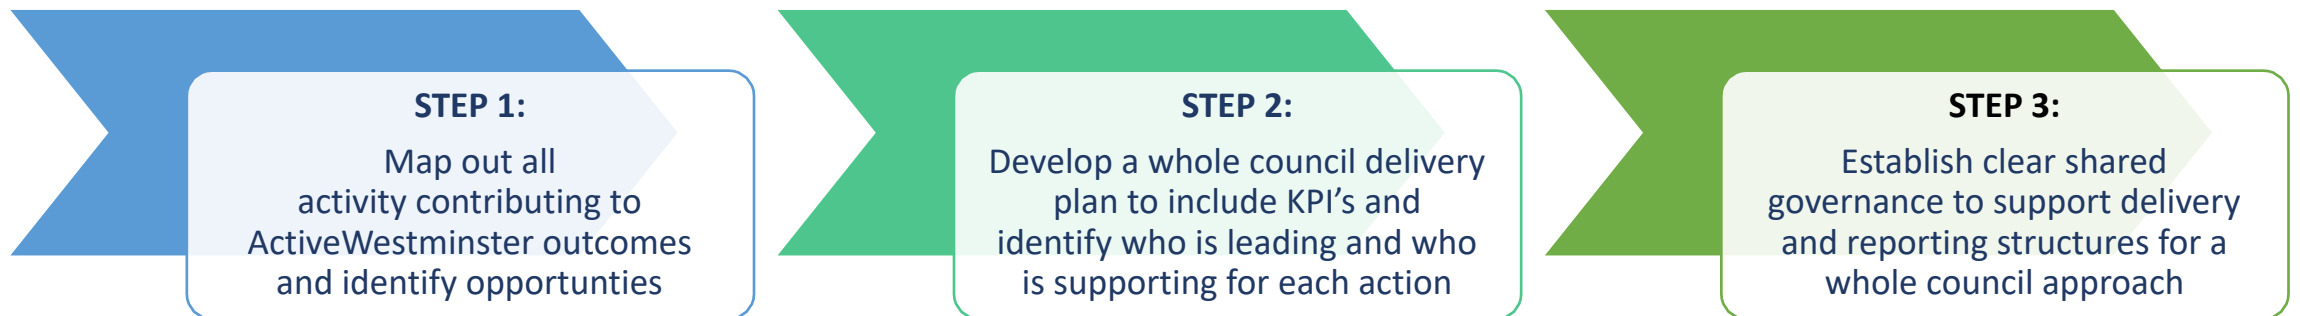 STEP 1:
Map out all
activity contributing to
ActiveWestminster outcomes
and identify opportunties
STEP 2:
Develop a whole council delivery
plan to include KPI’s and
identify who is leading and who
is supporting for each action
STEP 3:
Establish clear shared
governance to support delivery
and reporting structures for a
whole council approach